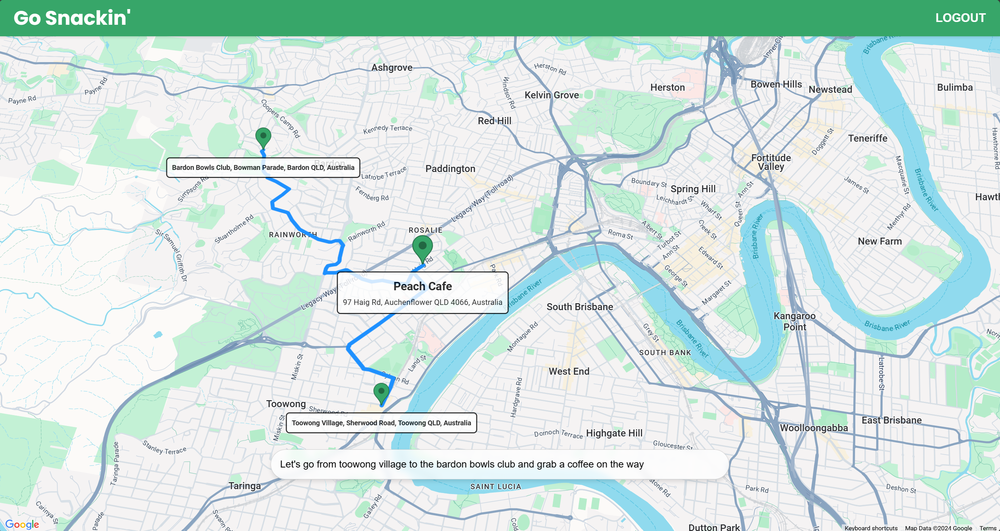 Go Snackin'
LOGOUT
Brisbane
Inner City
Ashgrove
Herston Rd
Payne Rd
Payne Rd
Windsor Rd
Herston
Bowen Hills
Newstead
Bulimba
Kelvin Grove
Coopers Camp Rd
Red Hill
Kennedy Terrace
Doggett St
Teneriffe
Hawthorne Rd
Bardon
Bardon Bowls Club, Bowman Parade, Bardon QLD, Australia
Paddington
Latrobe Terrace
Fortitude
Valley
Macquarie St
Brisbane River
Simpsons Rd
Fernberg Rd
Legacy Way (Toll road)
Boundary St
Spring Hill
Leichhardt St
Ann St
James St
Wharf St
Queen St
Merthyr Rd
Stuartholme Rd
Sir Samuel Griffith Dr
RAINWORTH
Rainworth Rd
ROSALIE
Roma St
Albert St
Creek St
Turbot St
Ann St
Edward St
Brisbane River
New Farm
Haig Rd
Park Rd
George St
Margaret St
Legacy Way (Toll road)
Peach Cafe
97 Haig Rd, Auchenflower QLD 4066, Australia
Brisbane River
South Brisbane
Kangaroo
Point
Brisbane River
Montague Rd
Grey St
Brisbane River
SOUTH BANK
Miskin St
Land St
West End
Latrobe St
Hardgrave Rd
Toowong
Sherwood Rd
Toowong Village, Sherwood Road, Toowong QLD, Australia
Miskin St
Dornoch Terrace
Highgate Hill
Gloucester St
Woolloongabba
East Brisbane
Stanley Terrace
Taringa Parade
Let's go from toowong village to the bardon bowls club and grab a coffee on the way
Taringa
SAINT LUCIA
Park Rd
Deshon St
Carinya St
Parade
Swann Rd
Gailey Rd
Dutton Park
Google
Keyboard shortcuts
Map Data ©2024 Google
Terms